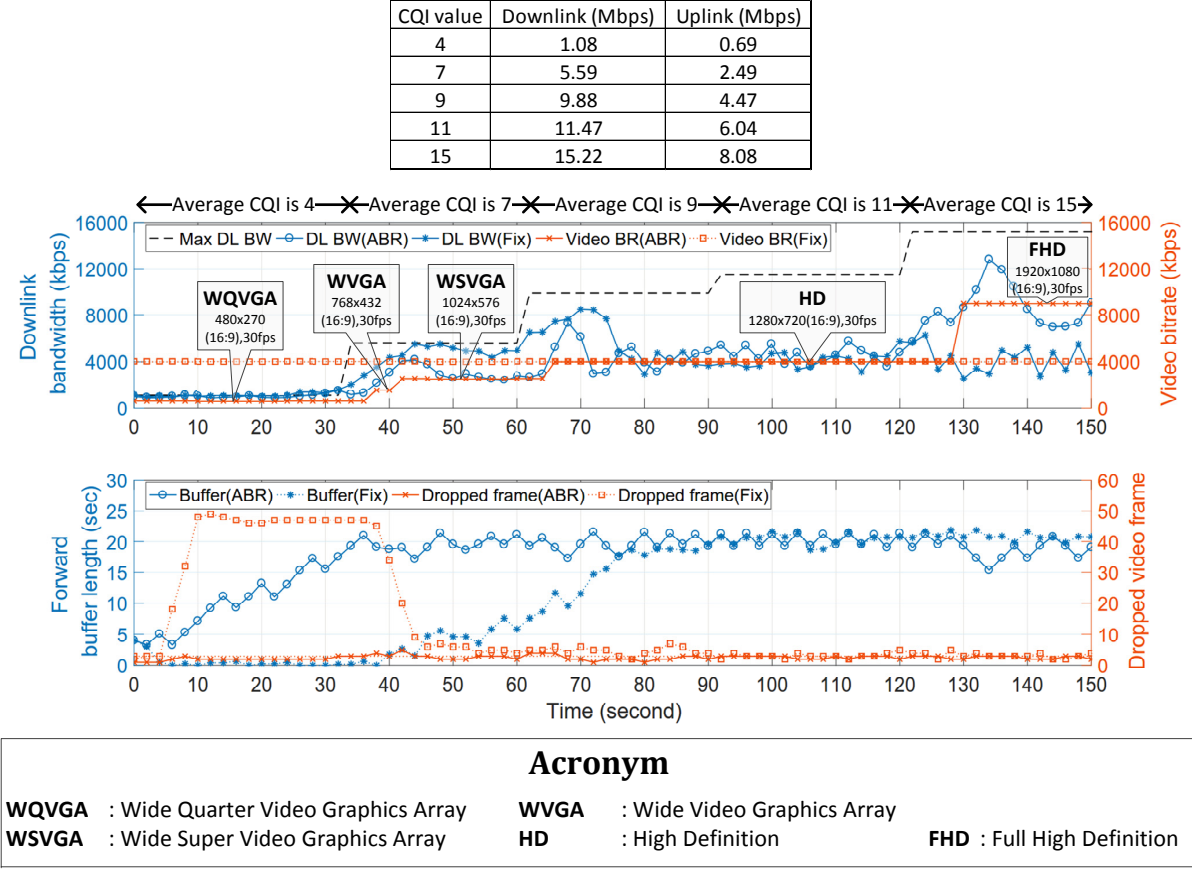 CQI value Downlink (Mbps) Uplink (Mbps)
4 1.08 0.69
7 5.59 2.49
9 9.88 4.47
11 11.47 6.04
15 15.22 8.08
Average CQI is 4 Average CQI is 7 Average CQI is 9 Average CQI is 11 Average CQI is 15
Max DL BW DL BW(ABR) DL BW(Fix) Video BR(ABR) Video BR(Fix)
Downlink
bandwidth (kbps)
16000
12000
8000
4000
0
WQVGA
480x270
(16:9),30fps
WVGA
768x432
(16:9),30fps
WSVGA
1024x576
(16:9),30fps
HD
1280x720(16:9),30fps
FHD
1920x1080
(16:9),30fps
16000
12000
8000
4000
0
Video bitrate (kbps)
0 10 20 30 40 50 60 70 80 90 100 110 120 130 140 150
Buffer(ABR) Buffer(Fix) Dropped frame(ABR) Dropped frame(Fix)
Forward
buffer length (sec)
30
25
20
15
10
5
0
60
50
40
30
20
10
0
Dropped video frame
0 10 20 30 40 50 60 70 80 90 100 110 120 130 140 150
Time (second)
Acronym
WQVGA : Wide Quarter Video Graphics Array WVGA : Wide Video Graphics Array
WSVGA : Wide Super Video Graphics Array HD : High Definition FHD : Full High Definition